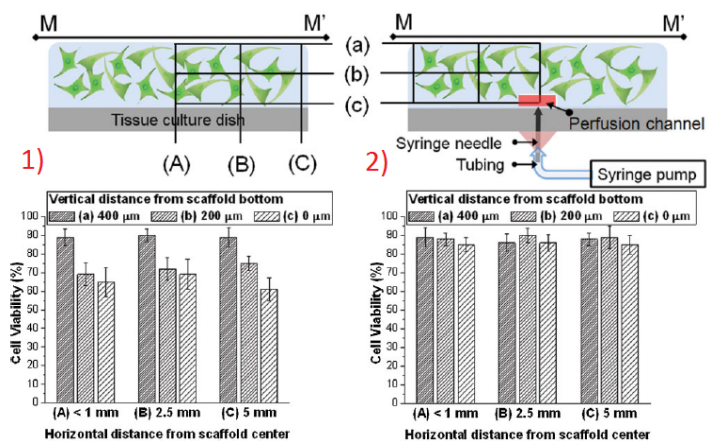 M M'
M M'
(a)
(b)
(c)
Tissue culture dish
(A) (B) (C)
Perfusion channel
Syringe needle
Tubing
Syringe pump
1)
2)
Vertical distance from scaffold bottom
(a) 400 μm (b) 200 μm (c) 0 μm
Cell Viability (%)
100
90
80
70
60
50
40
30
20
10
0
(A) < 1 mm (B) 2.5 mm (C) 5 mm
Horizontal distance from scaffold center
Vertical distance from scaffold bottom
(a) 400 μm (b) 200 μm (c) 0 μm
Cell Viability (%)
100
90
80
70
60
50
40
30
20
10
0
(A) < 1 mm (B) 2.5 mm (C) 5 mm
Horizontal distance from scaffold center